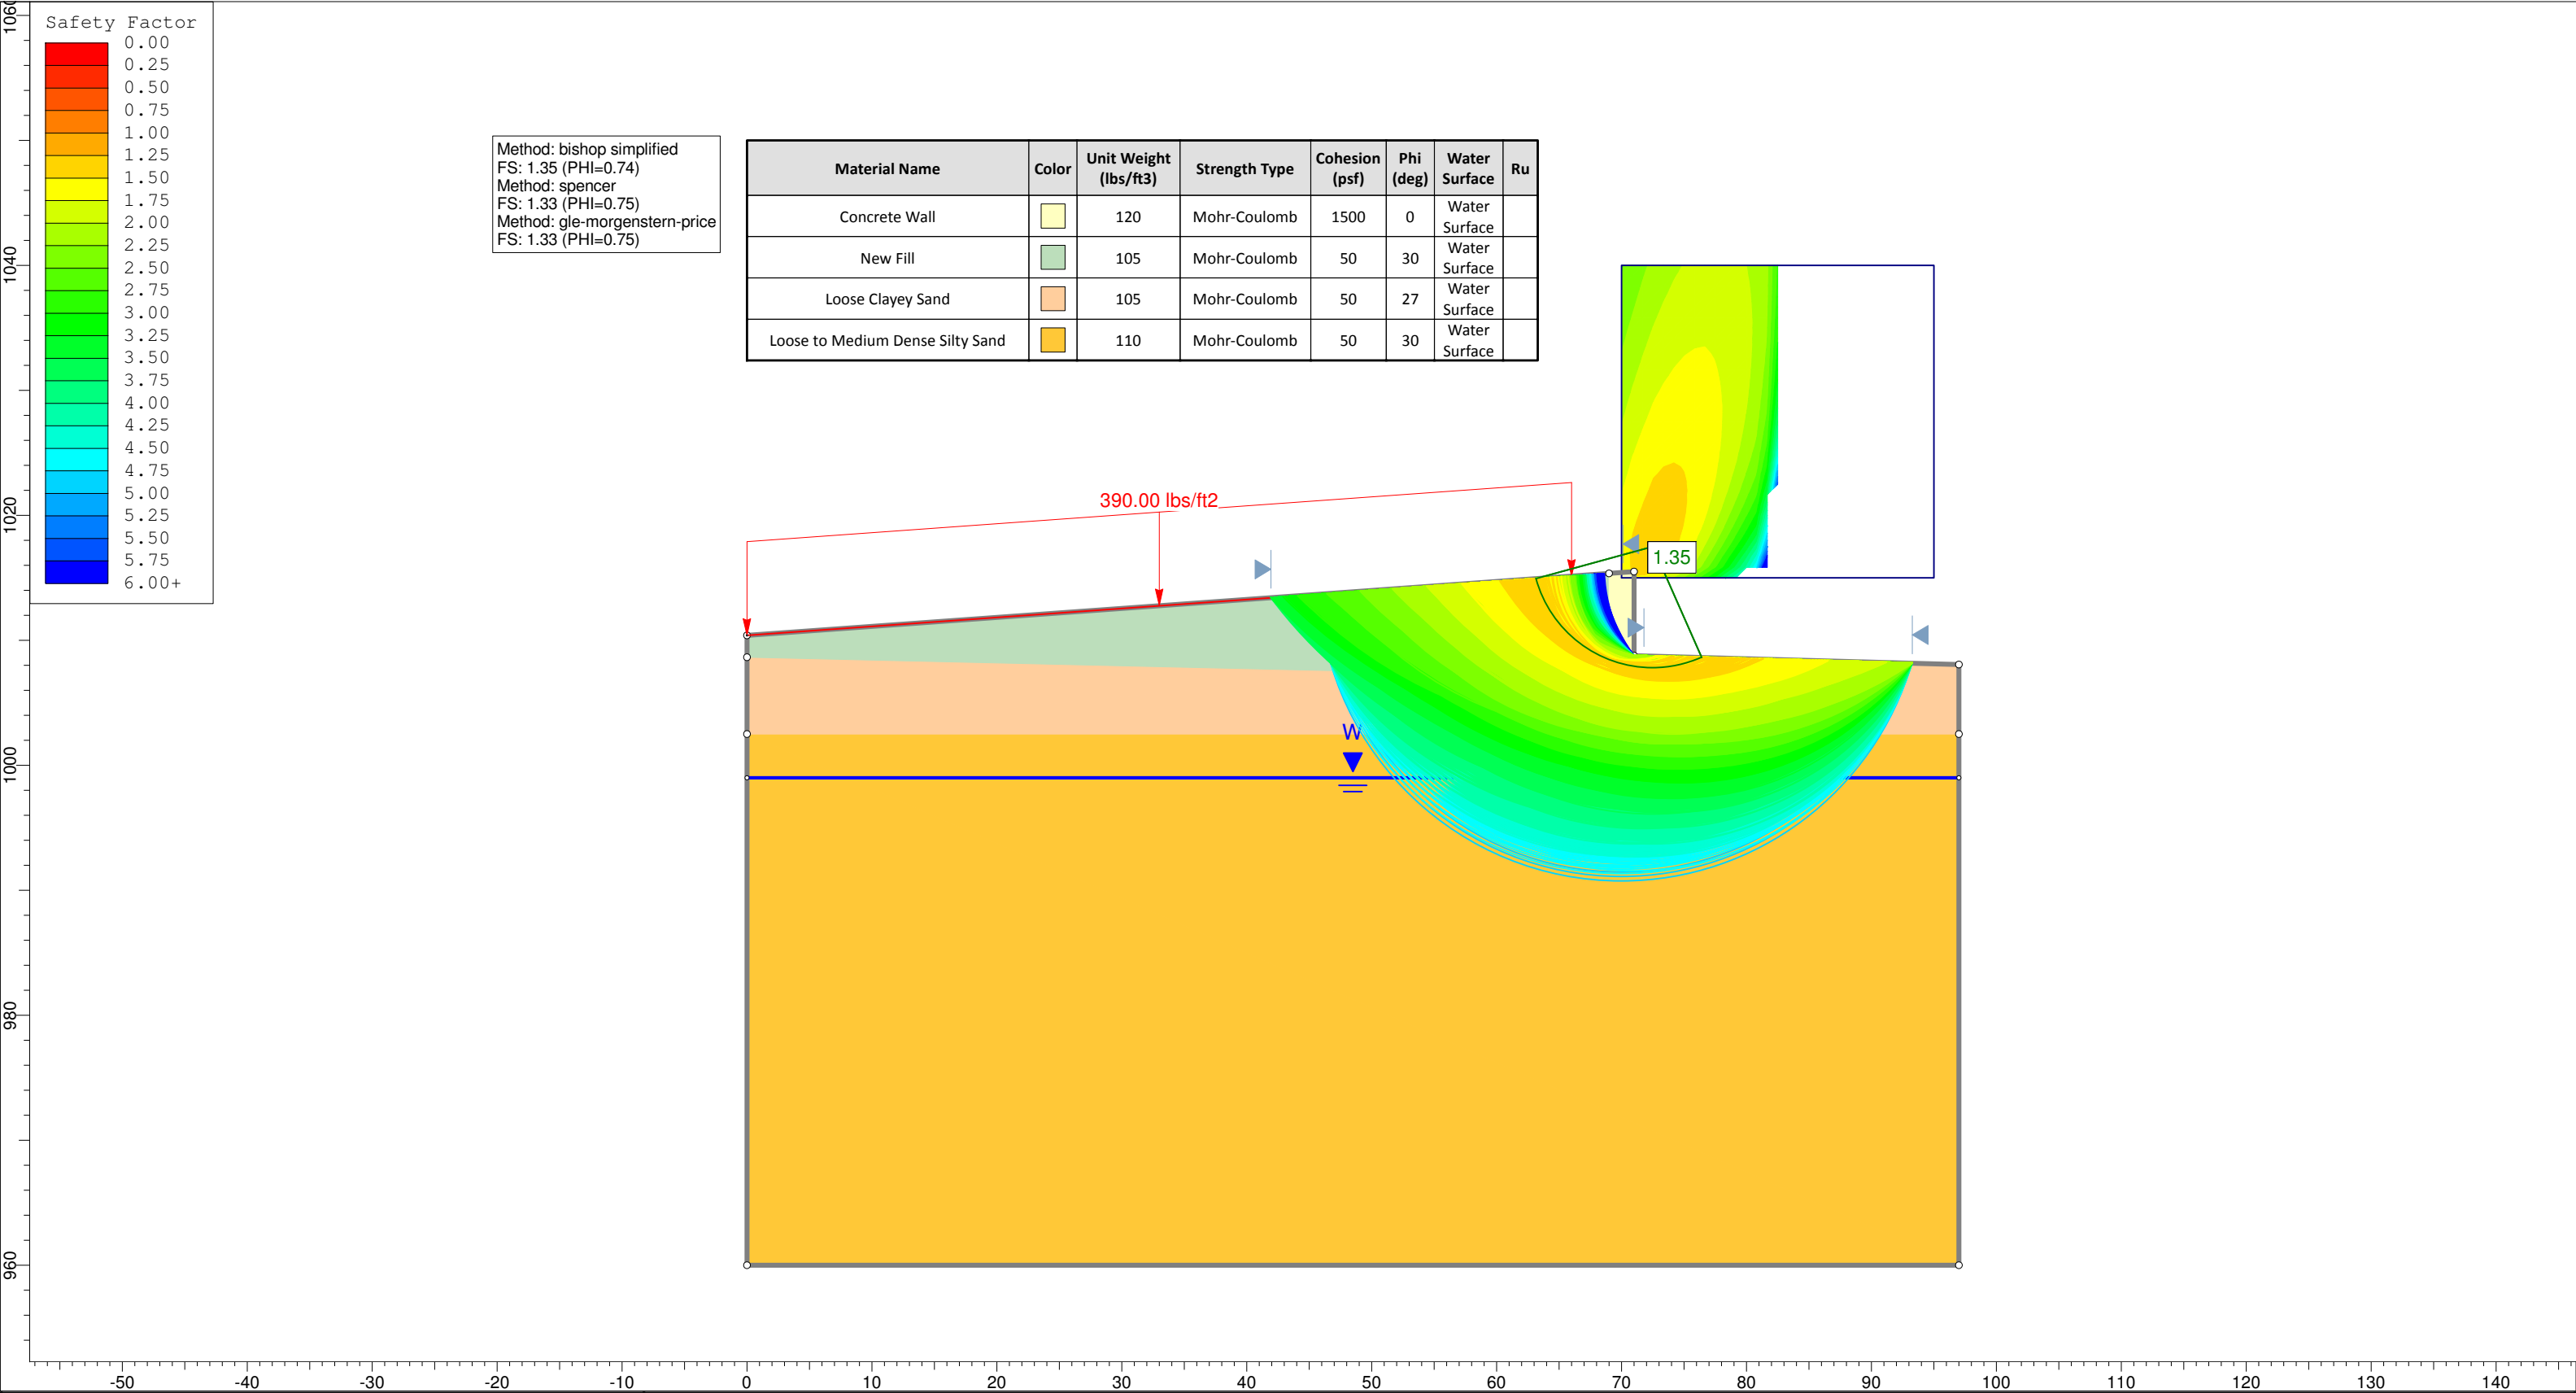 Safety Factor
0.00
0.25
0.50
0.75
1.00
1.25
1.50
1.75
2.00
2.25
2.50
2.75
3.00
3.25
3.50
3.75
4.00
4.25
4.50
4.75
5.00
5.25
5.50
5.75
6.00+
Method: bishop simplified
FS: 1.35 (PHI=0.74)
Method: spencer
FS: 1.33 (PHI=0.75)
Method: gle-morgenstern-price
FS: 1.33 (PHI=0.75)
Material Name Color Unit Weight (lbs/ft3) Strength Type Cohesion (psf) Phi (deg) Water Surface Ru
Concrete Wall 120 Mohr-Coulomb 1500 0 Water Surface
New Fill 105 Mohr-Coulomb 50 30 Water Surface
Loose Clayey Sand 105 Mohr-Coulomb 50 27 Water Surface
Loose to Medium Dense Silty Sand 110 Mohr-Coulomb 50 30 Water Surface
390.00 lbs/ft2
1.35
W
1060
1040
1020
1000
980
960
-50 -40 -30 -20 -10 0 10 20 30 40 50 60 70 80 90 100 110 120 130 140